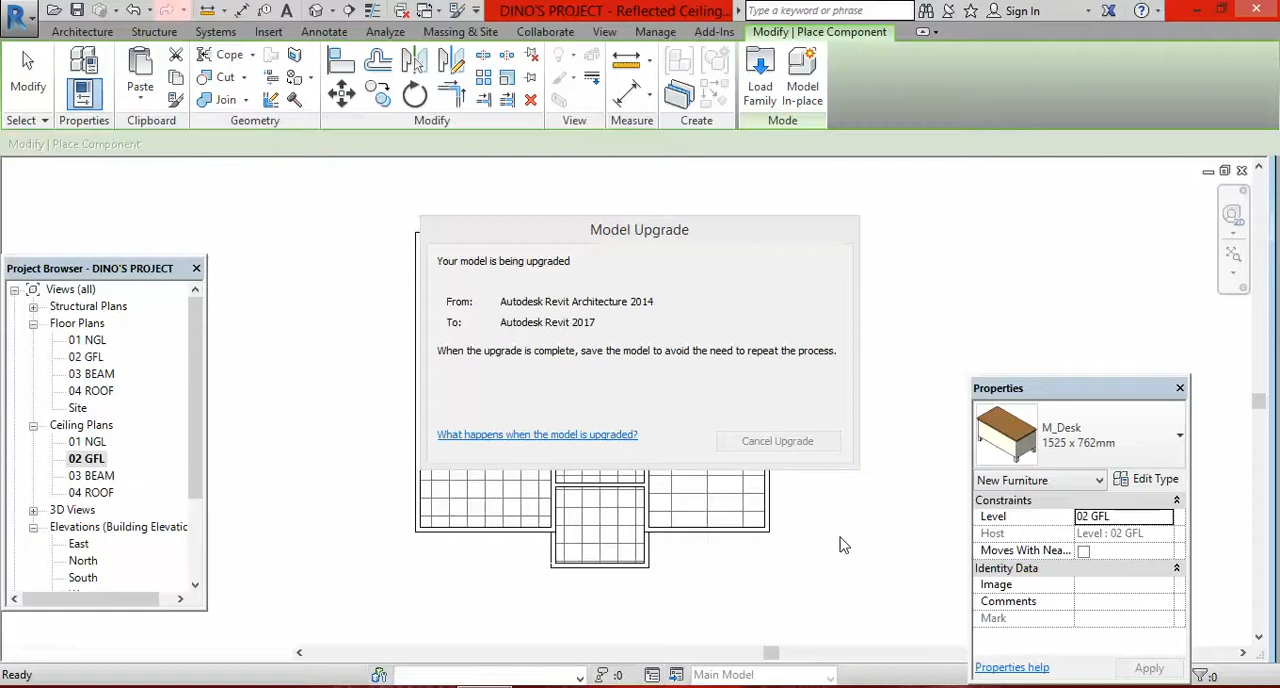 DINO'S PROJECT - Reflected Ceiling...
Type a keyword or phrase
Sign In
Architecture Structure Systems Insert Annotate Analyze Massing & Site Collaborate View Manage Add-Ins Modify | Place Component
Modify
Paste
Cope
Cut
Join
Load Family
Model In-place
Select Properties Clipboard Geometry Modify View Measure Create Mode
Modify | Place Component
Model Upgrade
Your model is being upgraded
From: Autodesk Revit Architecture 2014
To: Autodesk Revit 2017
When the upgrade is complete, save the model to avoid the need to repeat the process.
What happens when the model is upgraded?
Cancel Upgrade
Project Browser - DINO'S PROJECT
Views (all)
Structural Plans
Floor Plans
01 NGL
02 GFL
03 BEAM
04 ROOF
Site
Ceiling Plans
01 NGL
02 GFL
03 BEAM
04 ROOF
3D Views
Elevations (Building Elevatic
East
North
South
Properties
M_Desk
1525 x 762mm
New Furniture
Edit Type
Constraints
Level 02 GFL
Host Level : 02 GFL
Moves With Nea...
Identity Data
Image
Comments
Mark
Properties help
Apply
Ready
:0
Main Model
:0